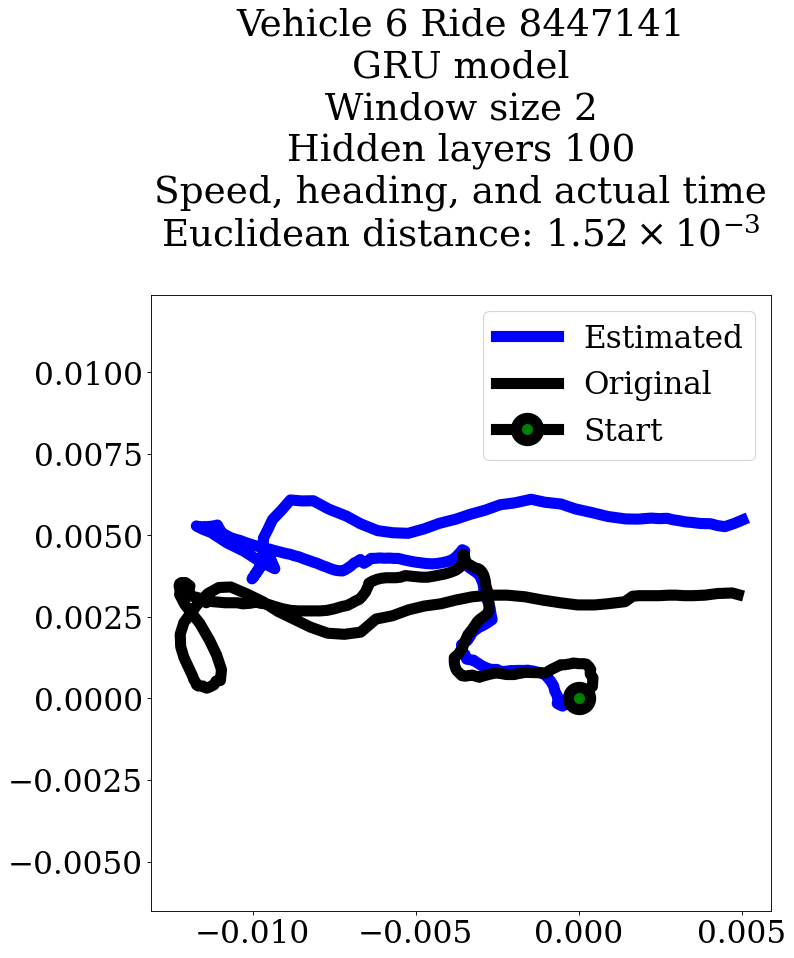 Vehicle 6 Ride 8447141
GRU model
Window size 2
Hidden layers 100
Speed, heading, and actual time
Euclidean distance: 1.52 × 10⁻³
Estimated
Original
Start
0.0100
0.0075
0.0050
0.0025
0.0000
−0.0025
−0.0050
−0.010 −0.005 0.000 0.005